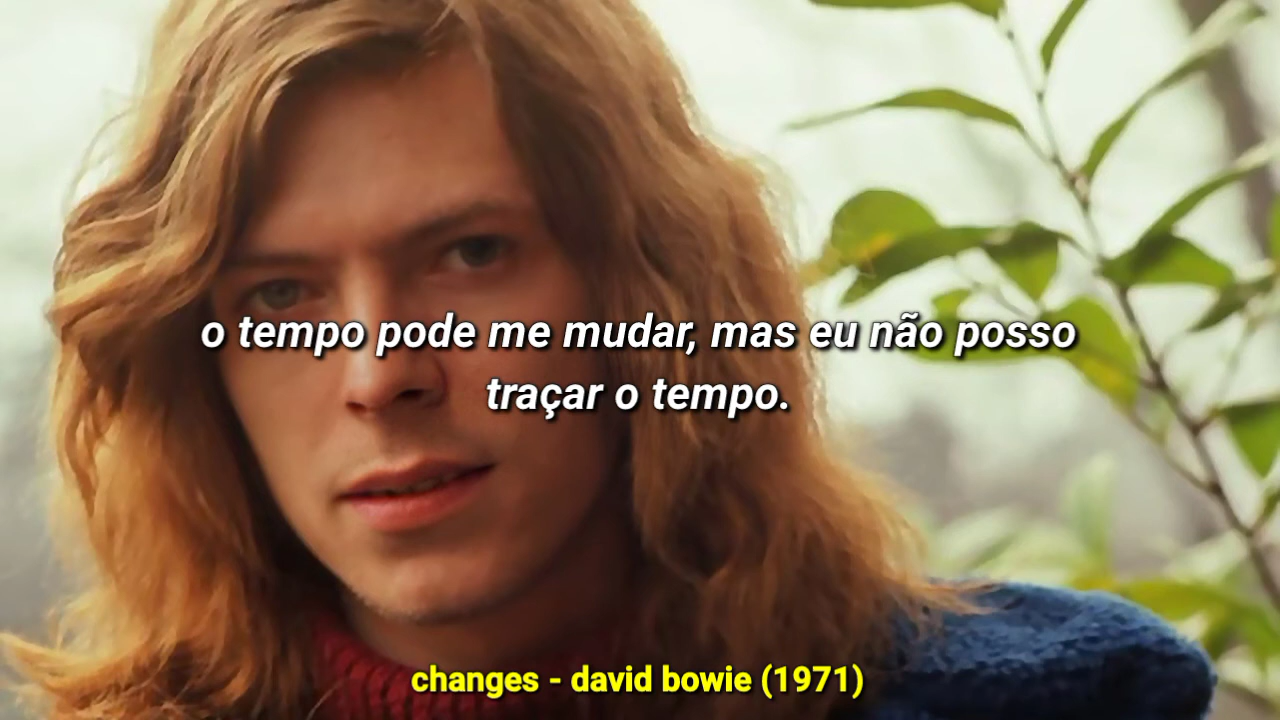 o tempo pode me mudar, mas eu não posso
traçar o tempo.
changes - david bowie (1971)